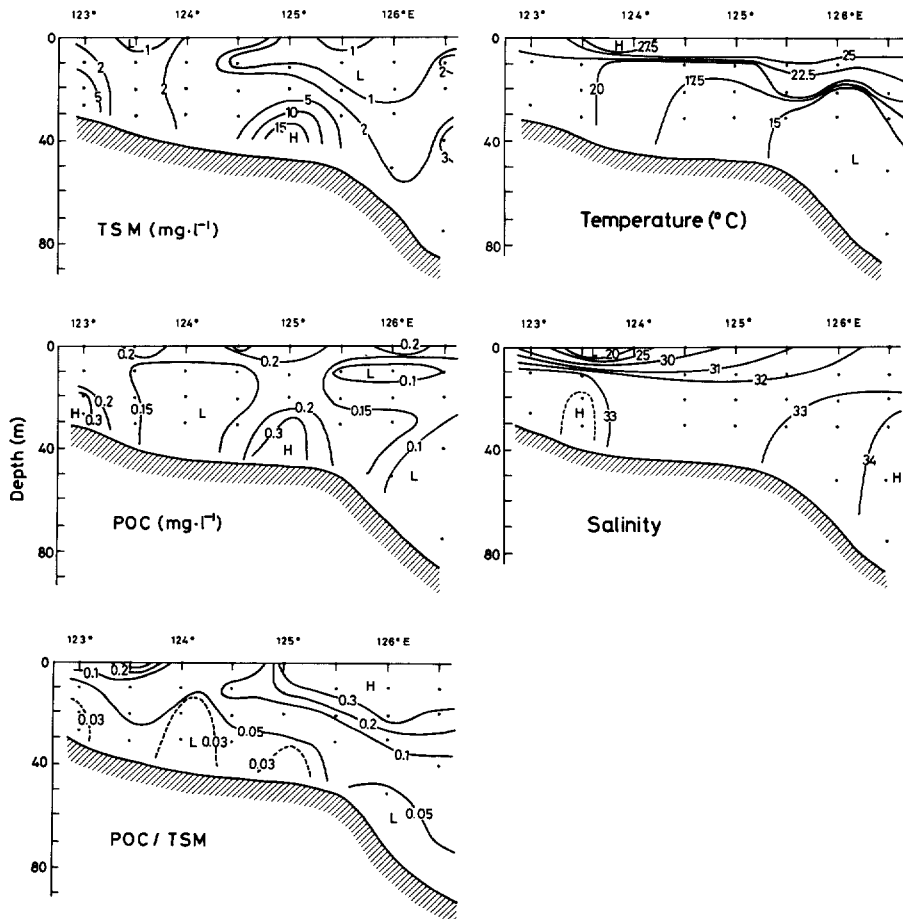 123° 124° 125° 126°E
0
40
80
L 1 1
2 2 5 L 2
1
5
10
15
H
2
3
TSM (mg·l⁻¹)
123° 124° 125° 126°E
0
40
80
H 27.5
25
22.5
20
17.5
15
L
Temperature (°C)
123° 124° 125° 126°E
0
40
80
Depth (m)
0.2 0.2 0.2
L
0.1
0.2
H 0.3
0.15
L
0.2
0.3
H
0.15
0.1
L
POC (mg·l⁻¹)
123° 124° 125° 126°E
0
40
80
20 25 30
31
32
33
H
33
34
H
Salinity
123° 124° 125° 126°E
0
40
80
0.1 0.2
H
0.3
0.2
0.1
0.03
0.05
L 0.03
0.03
0.05
L
POC / TSM